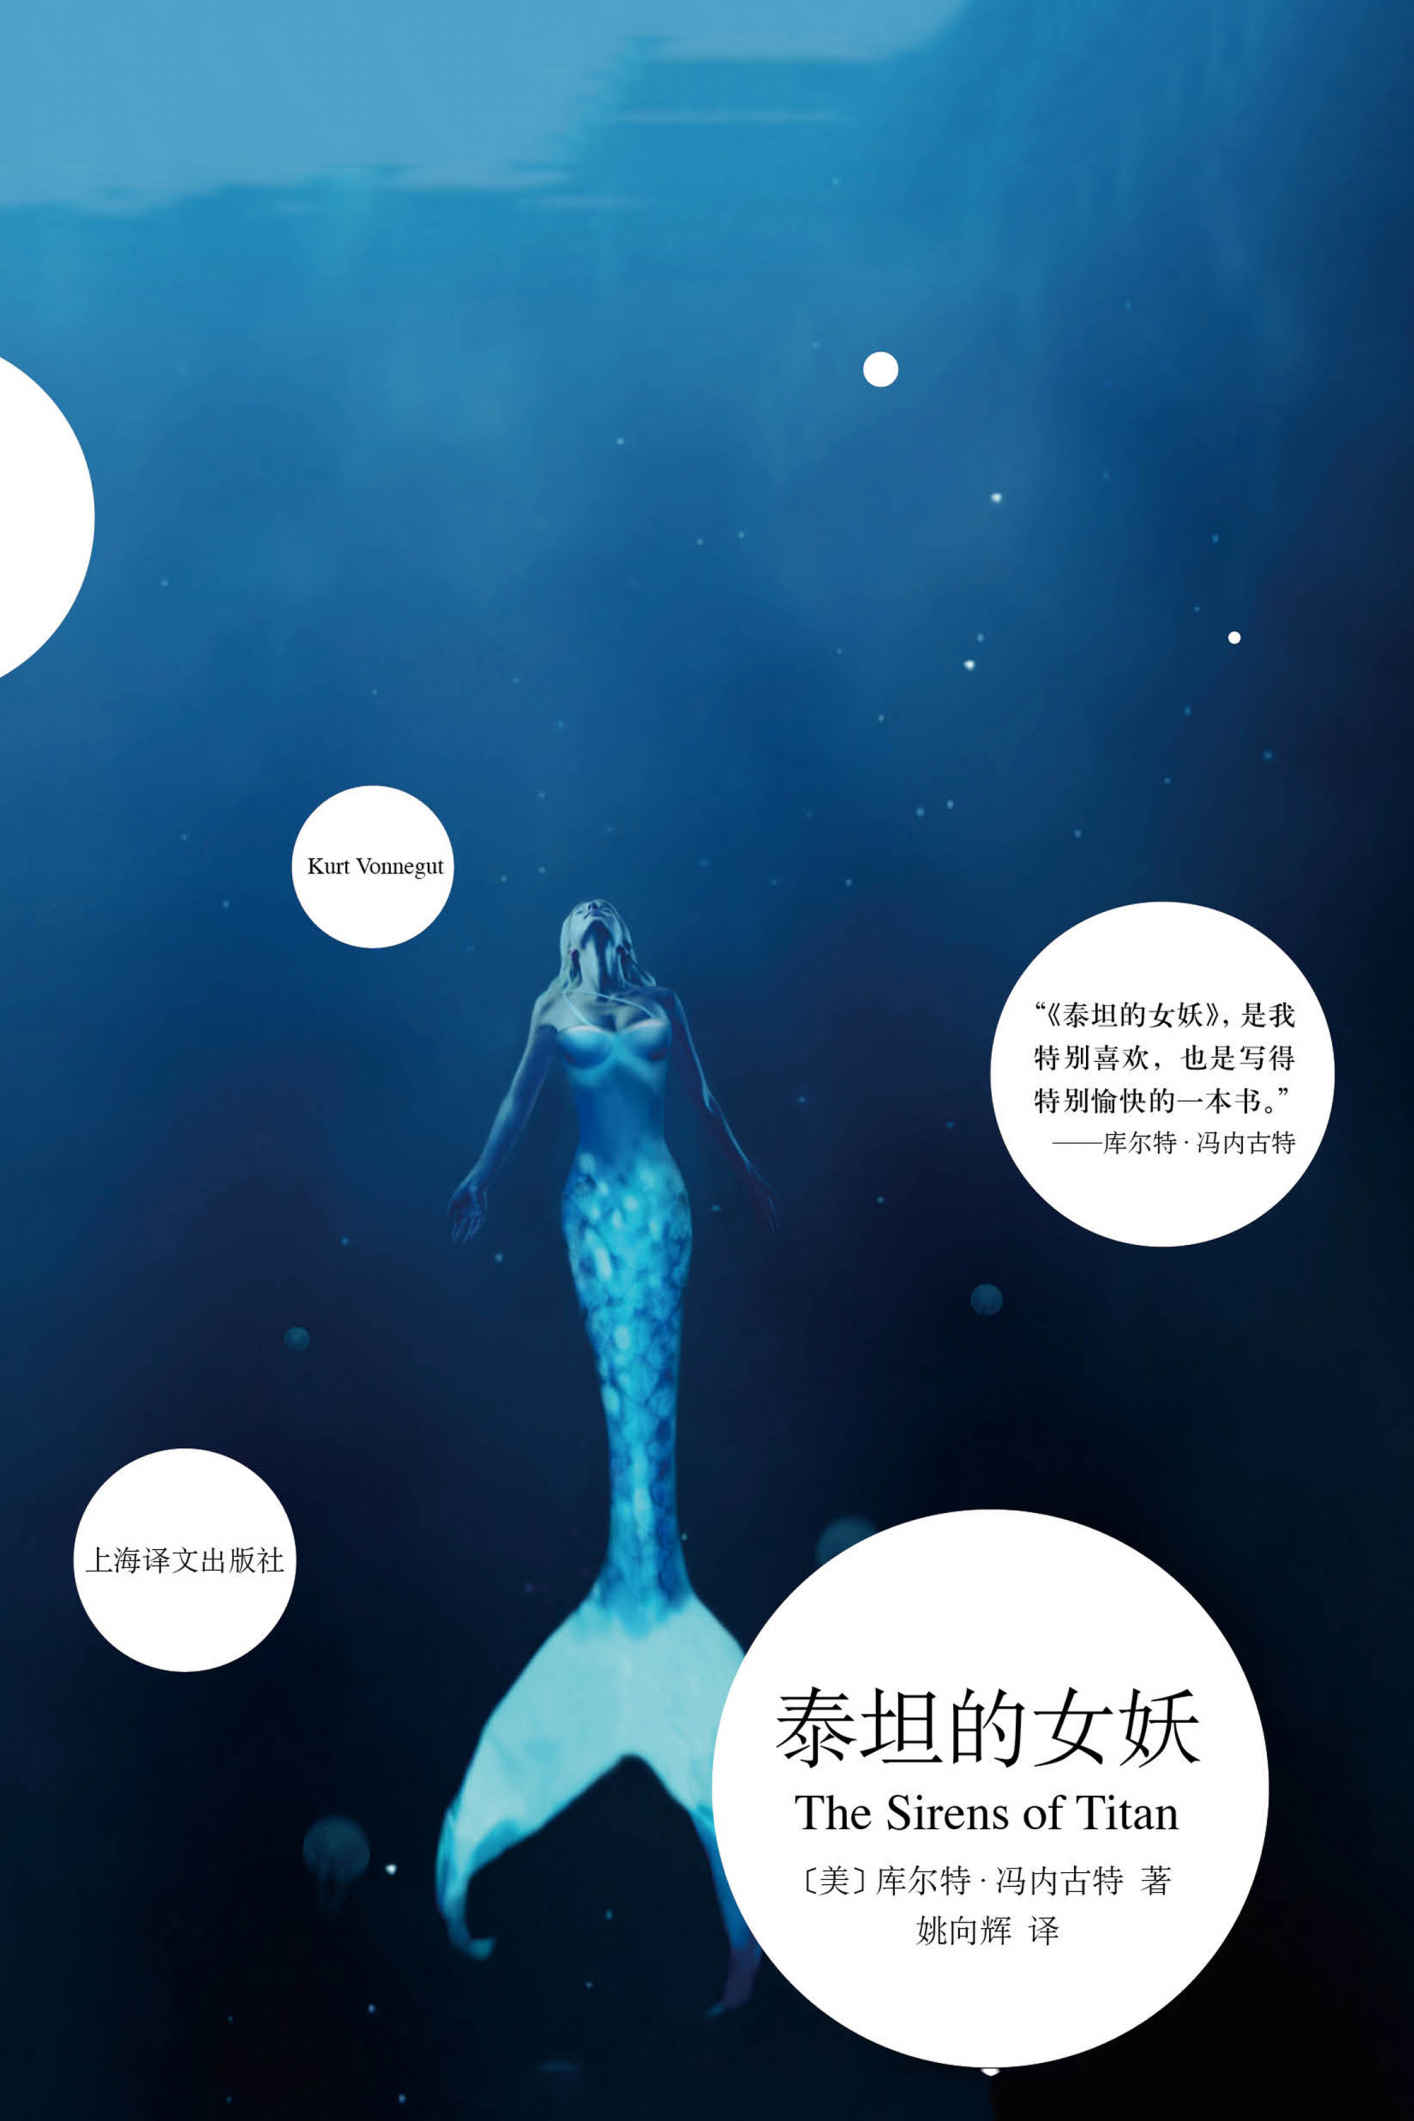 Kurt Vonnegut
“《泰坦的女妖》，是我
特别喜欢，也是写得
特别愉快的一本书。”
——库尔特·冯内古特
上海译文出版社
泰坦的女妖
The Sirens of Titan
〔美〕库尔特·冯内古特 著
姚向辉 译